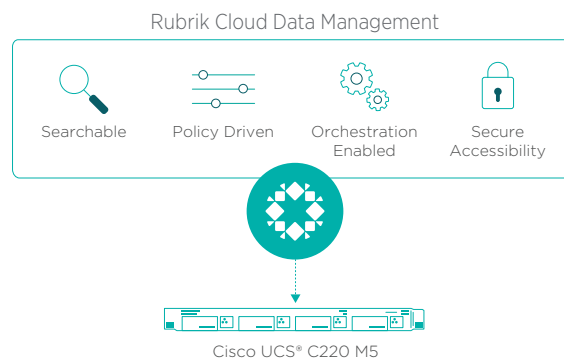 Rubrik Cloud Data Management
Searchable
Policy Driven
Orchestration
Enabled
Secure
Accessibility
Cisco UCS® C220 M5